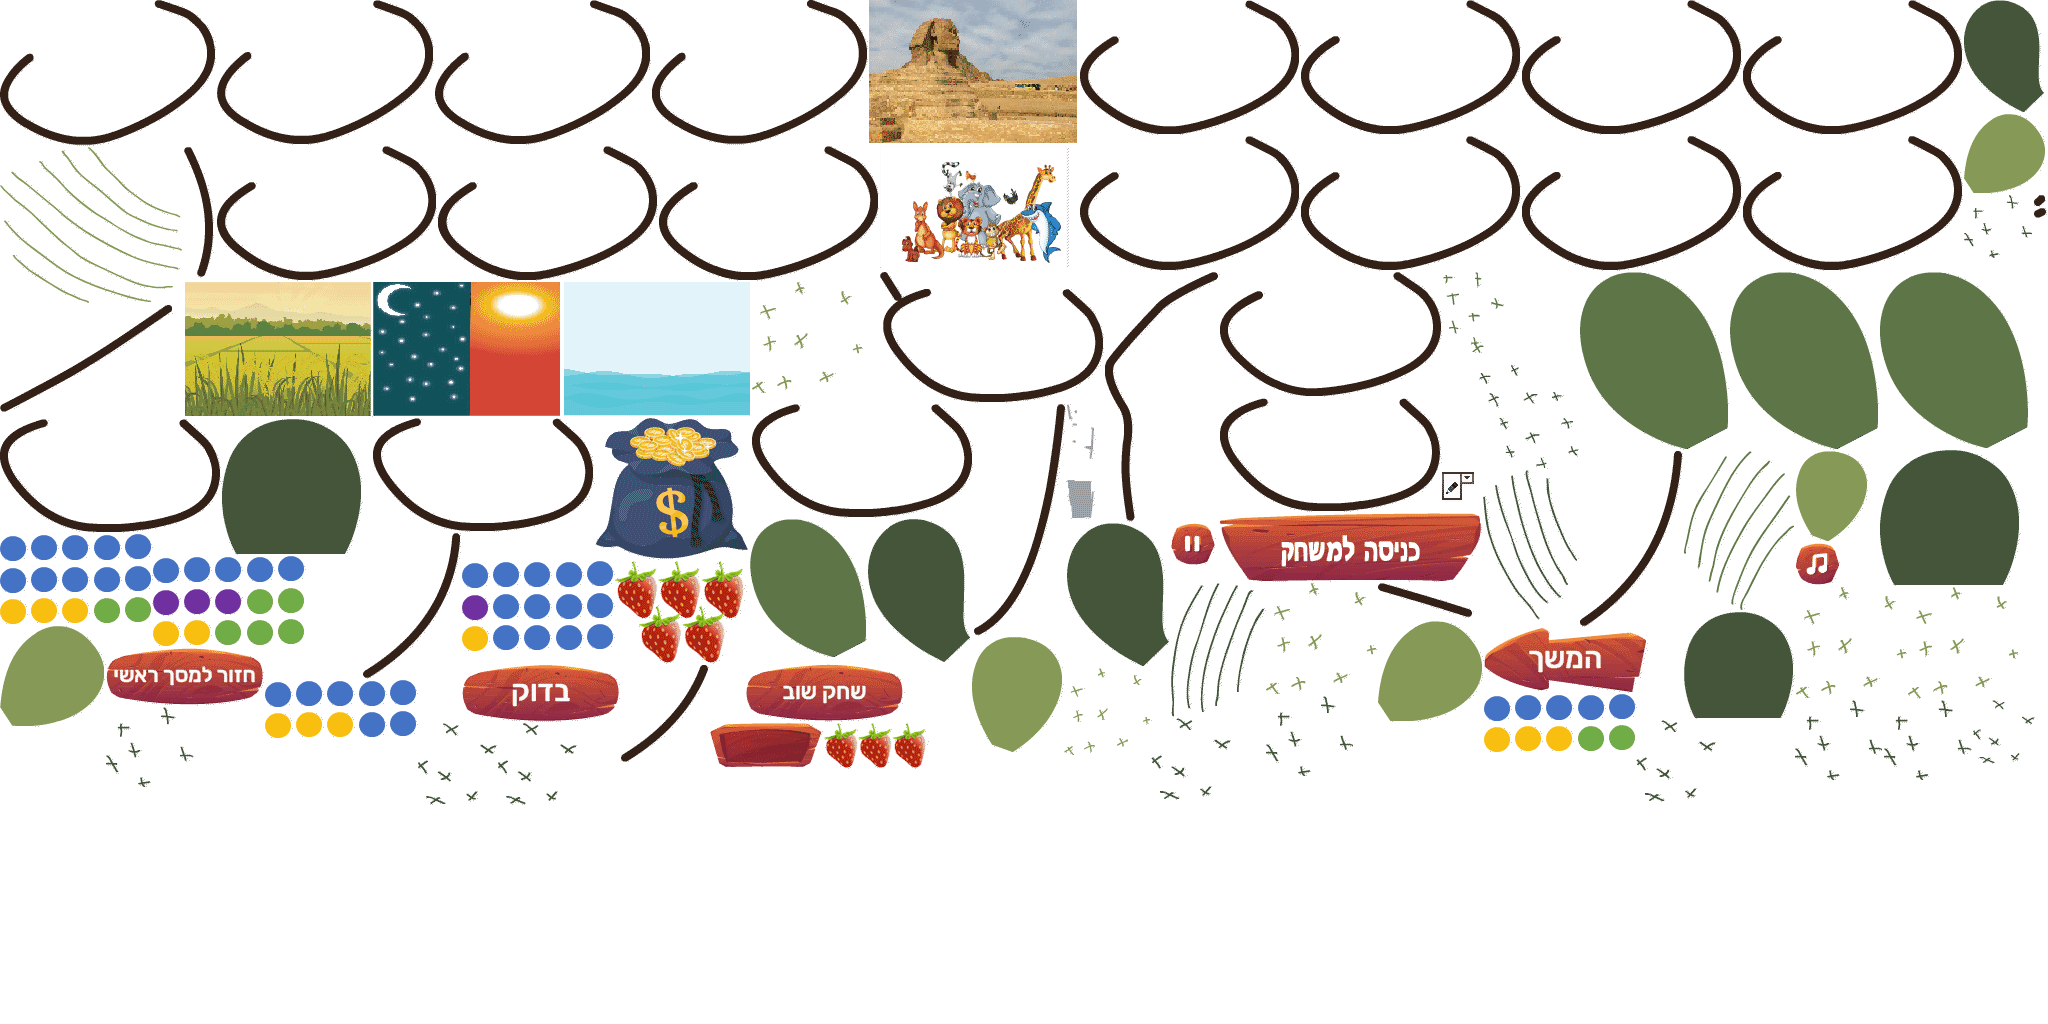 כניסה למשחק
חזור למסך ראשי
בדוק
שחק שוב
המשך
$